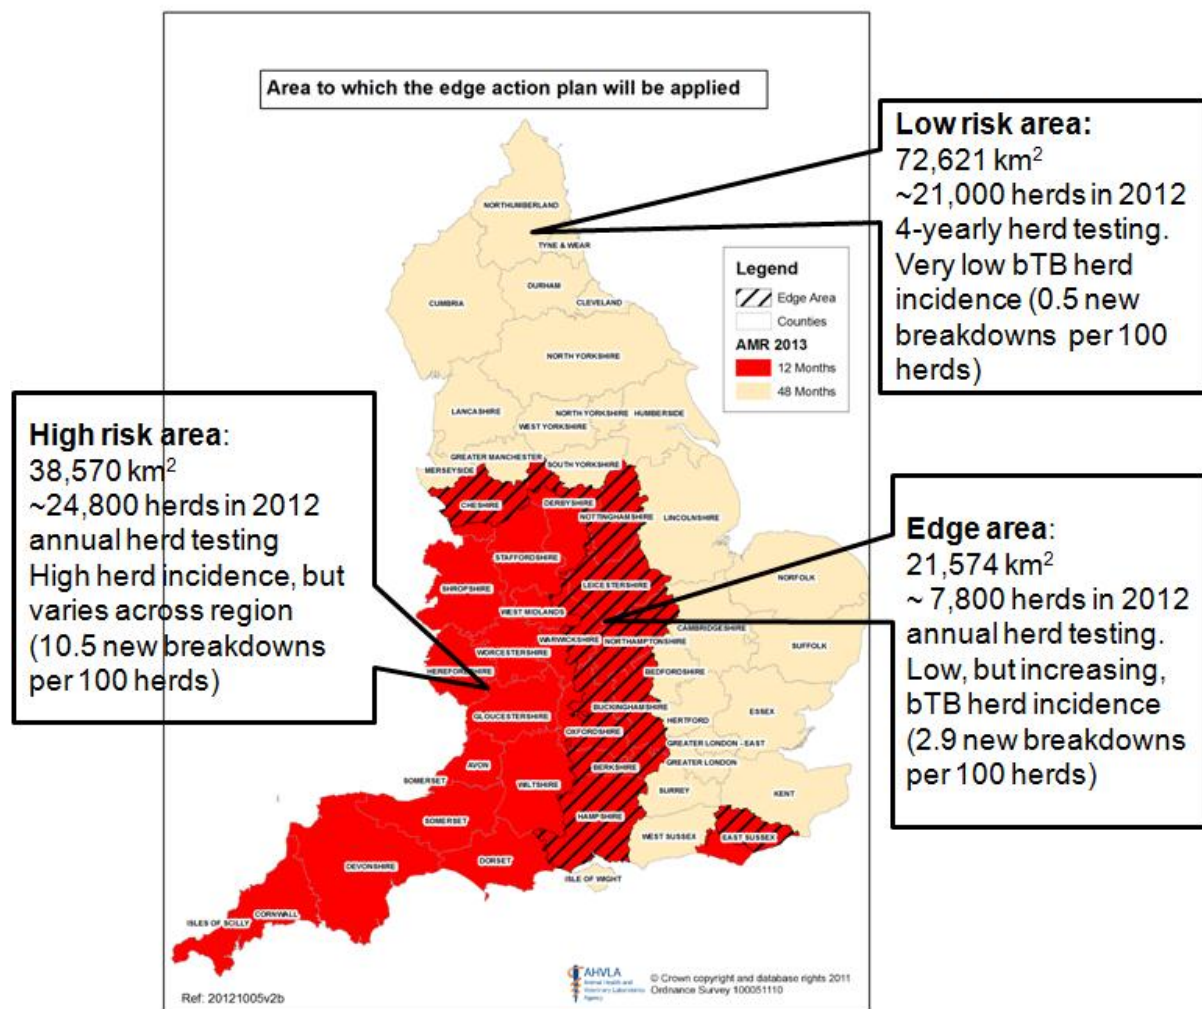 Area to which the edge action plan will be applied
Low risk area:
72,621 km²
~21,000 herds in 2012
4-yearly herd testing.
Very low bTB herd
incidence (0.5 new
breakdowns per 100
herds)
Legend
Edge Area
Counties
AMR 2013
12 Months
48 Months
High risk area:
38,570 km²
~24,800 herds in 2012
annual herd testing
High herd incidence, but
varies across region
(10.5 new breakdowns
per 100 herds)
Edge area:
21,574 km²
~ 7,800 herds in 2012
annual herd testing.
Low, but increasing,
bTB herd incidence
(2.9 new breakdowns
per 100 herds)
NORTHUMBERLAND
TYNE & WEAR
DURHAM
CLEVELAND
CUMBRIA
NORTH YORKSHIRE
LANCASHIRE
NORTH YORKSHIRE
HUMBERSIDE
WEST YORKSHIRE
GREATER MANCHESTER
SOUTH YORKSHIRE
MERSEYSIDE
CHESHIRE
DERBYSHIRE
NOTTINGHAMSHIRE
LINCOLNSHIRE
STAFFORDSHIRE
SHROPSHIRE
LEICESTERSHIRE
NORFOLK
WEST MIDLANDS
CAMBRIDGESHIRE
WARWICKSHIRE
NORTHAMPTONSHIRE
SUFFOLK
WORCESTERSHIRE
HEREFORDSHIRE
BEDFORDSHIRE
BUCKINGHAMSHIRE
ESSEX
GLOUCESTERSHIRE
HERTFORD
OXFORDSHIRE
GREATER LONDON - EAST
AVON
BERKSHIRE
GREATER LONDON
SOMERSET
WILTSHIRE
SURREY
KENT
SOMERSET
HAMPSHIRE
WEST SUSSEX
EAST SUSSEX
DEVONSHIRE
DORSET
ISLE OF WIGHT
ISLES OF SCILLY
CORNWALL
AHVLA
Animal Health and
Veterinary Laboratories
Agency
© Crown copyright and database rights 2011
Ordnance Survey 100051110
Ref: 20121005v2b